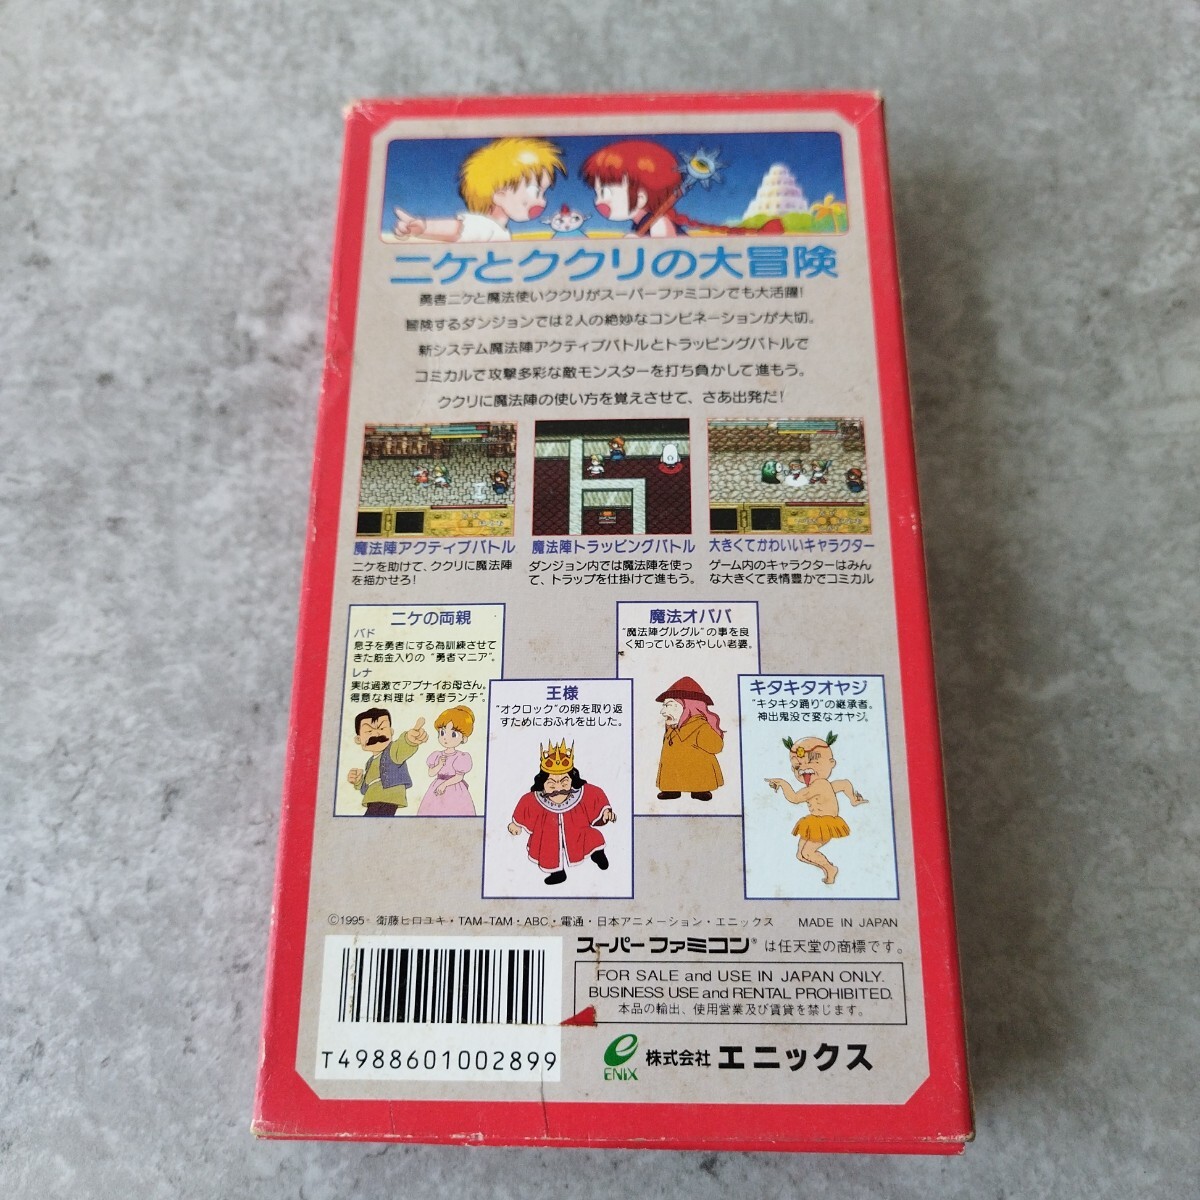 ニケとククリの大冒険
勇者ニケと魔法使いククリがスーパーファミコンでも大活躍!
冒険するダンジョンでは2人の絶妙なコンビネーションが大切。
新システム魔法陣アクティブバトルとトラッピングバトルで
コミカルで攻撃多彩な敵モンスターを打ち負かして進もう。
ククリに魔法陣の使い方を覚えさせて、さあ出発だ!
魔法陣アクティブバトル
ニケを助けて、ククリに魔法陣
を描かせろ!
魔法陣トラッピングバトル
ダンジョン内では魔法陣を使っ
て、トラップを仕掛けて進もう。
大きくてかわいいキャラクター
ゲーム内のキャラクターはみん
な大きくて表情豊かでコミカル
ニケの両親
バド
息子を勇者にする為訓練させて
きた筋金入りの"勇者マニア"。
レナ
実は過激でアブナイお母さん。
得意な料理は"勇者ランチ"。
王様
"オクロック"の卵を取り返
すためにおふれを出した。
魔法オババ
"魔法陣グルグル"の事を良
く知っているあやしい老婆。
キタキタオヤジ
"キタキタ踊り"の継承者。
神出鬼没で変なオヤジ。
©1995 衛藤ヒロユキ・TAM-TAM・ABC・電通・日本アニメーション・エニックス MADE IN JAPAN
スーパーファミコン® は任天堂の商標です。
FOR SALE and USE IN JAPAN ONLY.
BUSINESS USE and RENTAL PROHIBITED.
本品の輸出、使用営業及び賃貸を禁じます。
T4988601002899
ENIX
株式会社 エニックス